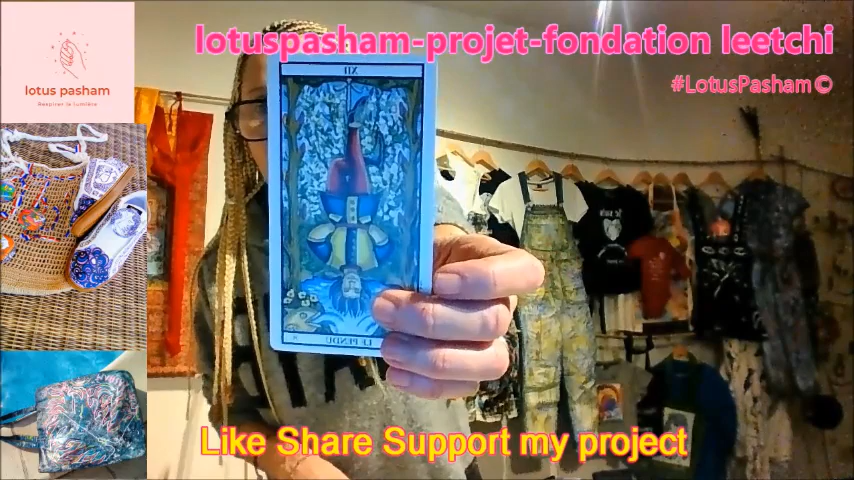 lotuspasham-projet-fondation leetchi
#LotusPasham©
lotus pasham
Respirer la Lumière
XII
LE PENDU
Like Share Support my project